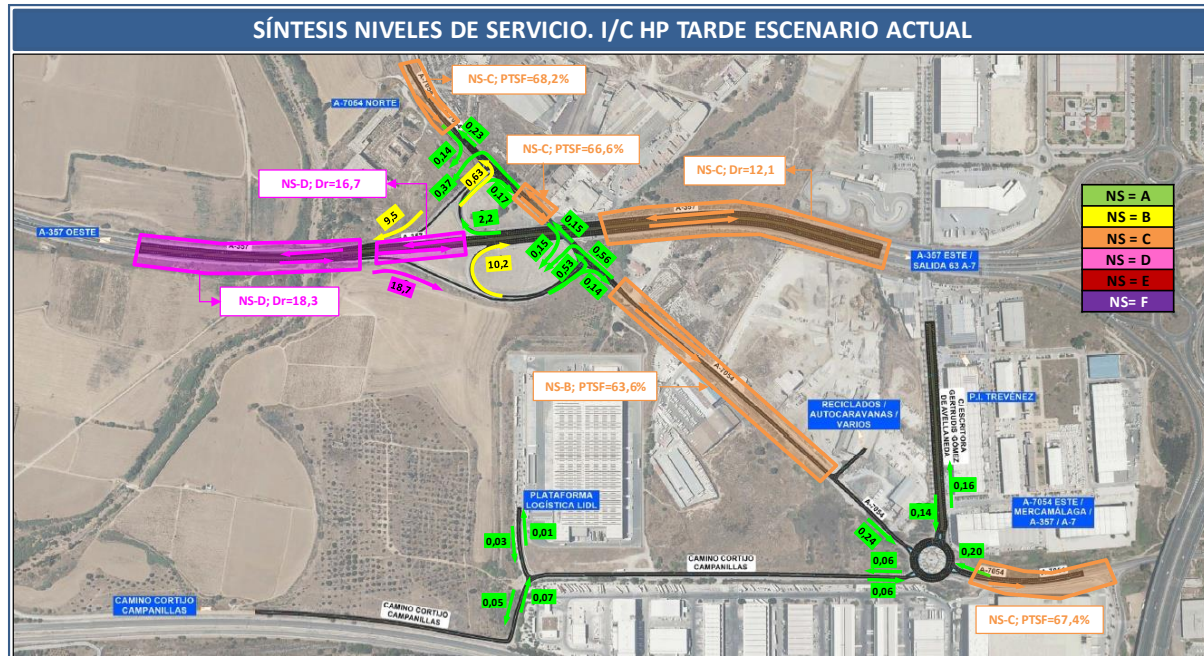 SÍNTESIS NIVELES DE SERVICIO. I/C HP TARDE ESCENARIO ACTUAL
NS-C; PTSF=68,2%
A-7054 NORTE
0,23
0,14
NS-C; PTSF=66,6%
NS-C; Dr=12,1
NS-D; Dr=16,7
0,37
0,63
0,17
NS = A
NS = B
NS = C
NS = D
NS = E
NS= F
9,5
2,2
A-357
0,15
A-357 OESTE
A-357
0,15
0,56
10,2
0,53
A-357 ESTE /
SALIDA 63 A-7
18,7
0,14
NS-D; Dr=18,3
NS-B; PTSF=63,6%
A-7054
RECICLADOS /
AUTOCARAVANAS /
VARIOS
C/ ESCRITORA
GERTRUDIS GÓMEZ
DE AVELLANEDA
P.I. TREVÉNEZ
0,16
PLATAFORMA
LOGÍSTICA LIDL
0,14
A-7054 ESTE /
MERCAMÁLAGA /
A-357 / A-7
A-7054
0,01
0,03
0,24
0,20
0,06
CAMINO CORTIJO
CAMPANILLAS
0,06
A-7054
0,05
0,07
CAMINO CORTIJO
CAMPANILLAS
CAMINO CORTIJO
CAMPANILLAS
NS-C; PTSF=67,4%